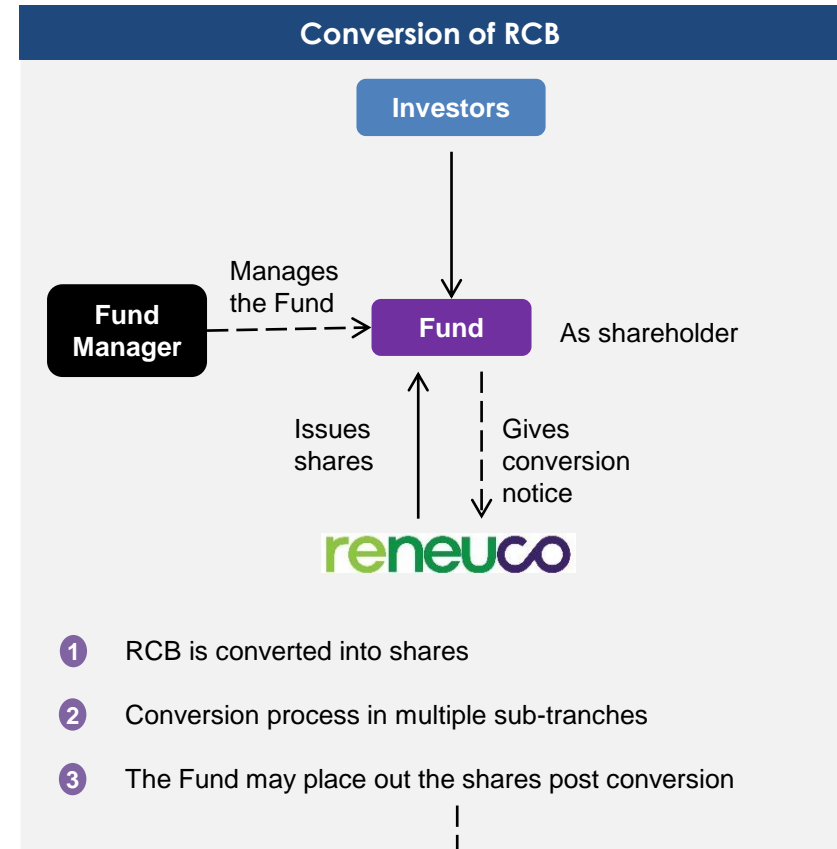 Conversion of RCB
Investors
Manages
the Fund
Fund
Manager
Fund
As shareholder
Issues
shares
Gives
conversion
notice
reneuco
1 RCB is converted into shares
2 Conversion process in multiple sub-tranches
3 The Fund may place out the shares post conversion